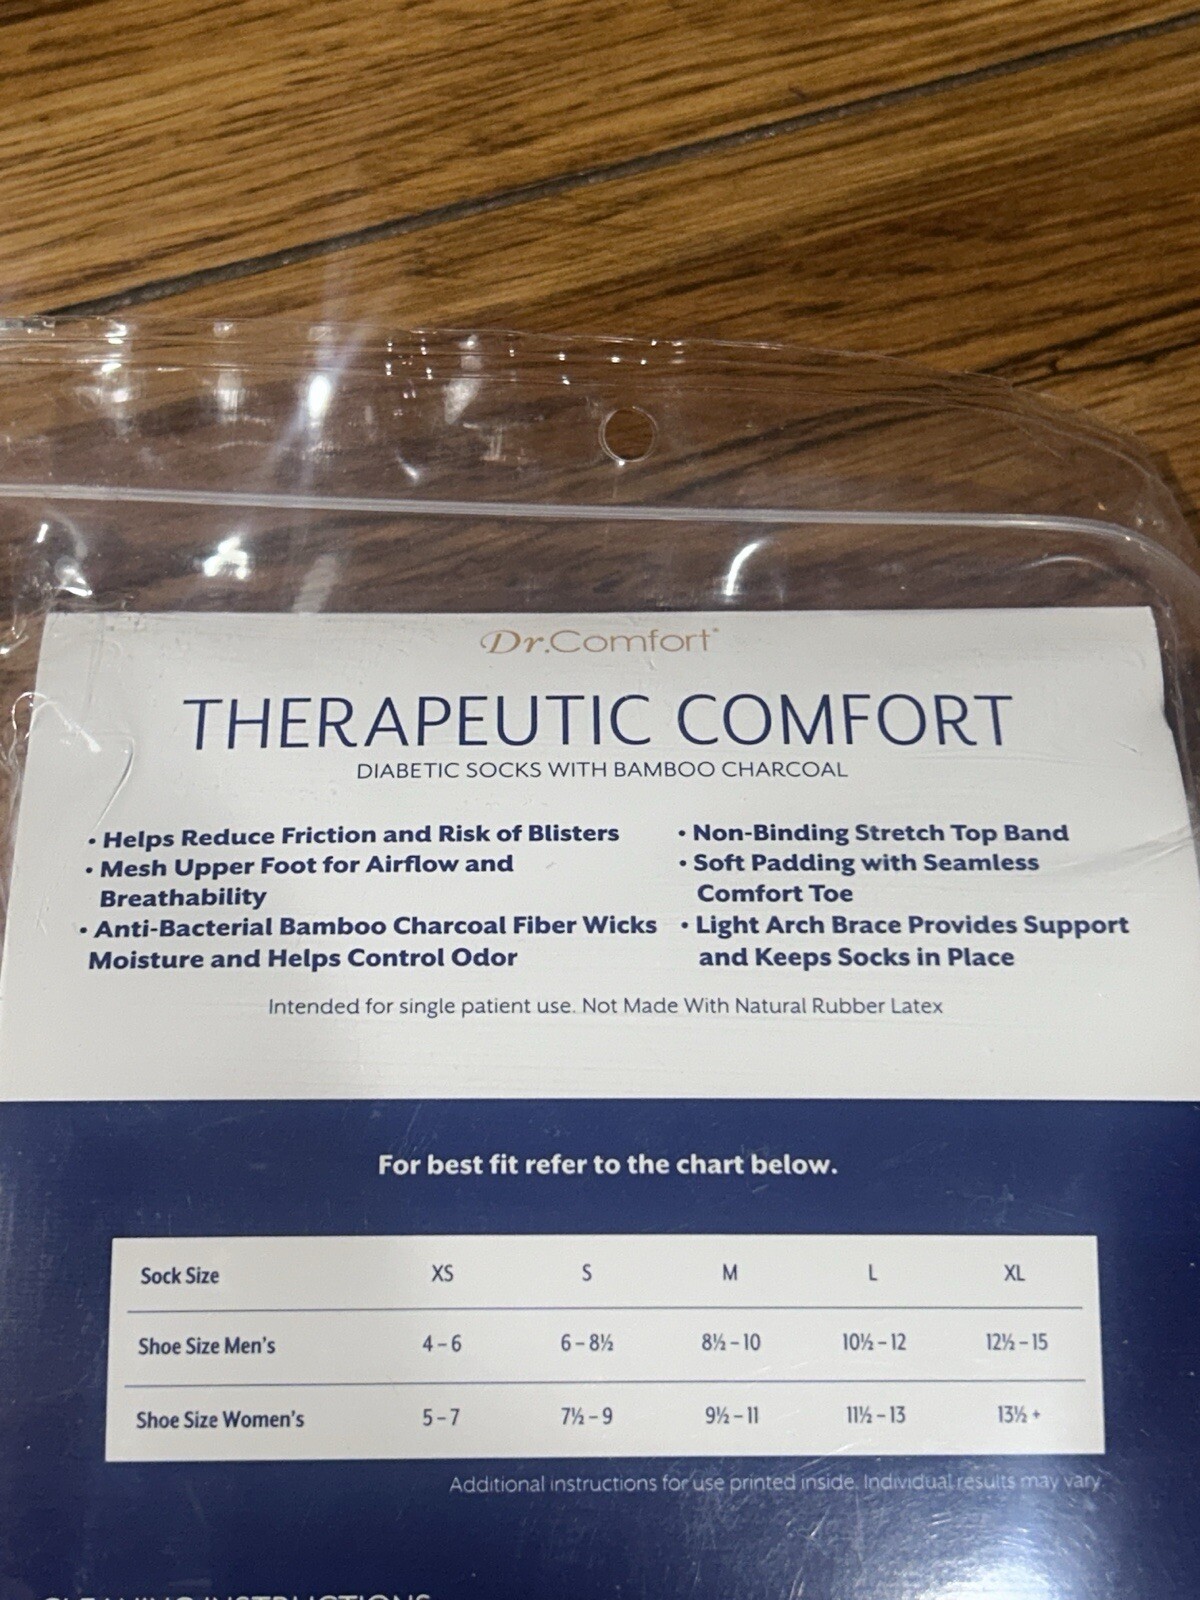 Dr.Comfort®
THERAPEUTIC COMFORT
DIABETIC SOCKS WITH BAMBOO CHARCOAL
• Helps Reduce Friction and Risk of Blisters
• Mesh Upper Foot for Airflow and
Breathability
• Anti-Bacterial Bamboo Charcoal Fiber Wicks
Moisture and Helps Control Odor
• Non-Binding Stretch Top Band
• Soft Padding with Seamless
Comfort Toe
• Light Arch Brace Provides Support
and Keeps Socks in Place
Intended for single patient use. Not Made With Natural Rubber Latex
For best fit refer to the chart below.
Sock Size XS S M L XL
Shoe Size Men's 4 – 6 6 – 8½ 8½ – 10 10½ – 12 12½ – 15
Shoe Size Women's 5 – 7 7½ – 9 9½ – 11 11½ – 13 13½ +
Additional instructions for use printed inside. Individual results may vary.
CLEANING INSTRUCTIONS